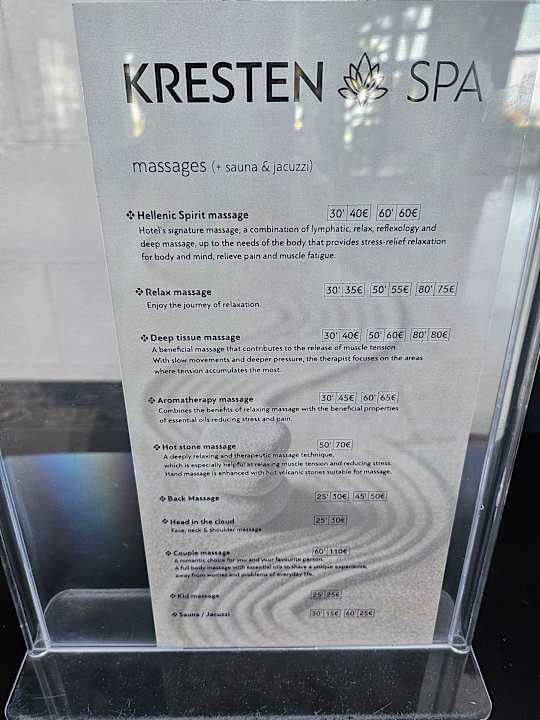 KRESTEN SPA
massages (+ sauna & jacuzzi)
Hellenic Spirit massage 30' 40€ 60' 60€
Hotel's signature massage, a combination of lymphatic, relax, reflexology and
deep massage, up to the needs of the body that provides stress-relief relaxation
for body and mind, relieve pain and muscle fatigue.
Relax massage 30' 35€ 50' 55€ 80' 75€
Enjoy the journey of relaxation.
Deep tissue massage 30' 40€ 50' 60€ 80' 80€
A beneficial massage that contributes to the release of muscle tension.
With slow movements and deeper pressure, the therapist focuses on the areas
where tension accumulates the most.
Aromatherapy massage 30' 45€ 60' 65€
Combines the benefits of relaxing massage with the beneficial properties
of essential oils reducing stress and pain.
Hot stone massage 50' 70€
A deeply relaxing and therapeutic massage technique,
which is especially helpful at relaxing muscle tension and reducing stress.
Hand massage is enhanced with hot volcanic stones suitable for massage.
Back Massage 25' 30€ 45' 50€
Head in the cloud 25' 30€
Face, neck & shoulder massage
Couple massage 60' 110€
A romantic choice for you and your favourite person.
A full body massage with essential oils to share a unique experience,
away from worries and problems of everyday life.
Kid massage 25' 25€
Sauna / Jacuzzi 30' 15€ 60' 25€